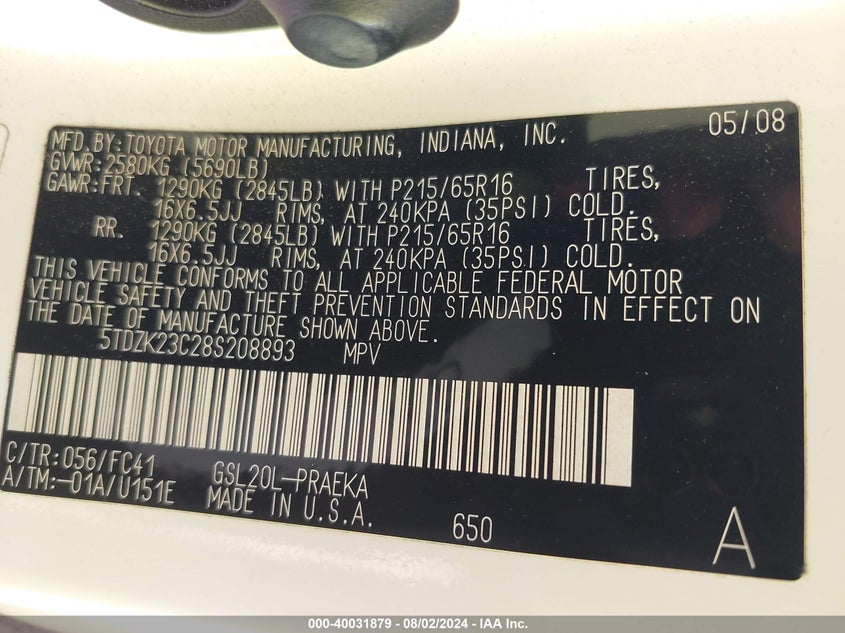 MFD.BY:TOYOTA MOTOR MANUFACTURING, INDIANA, INC. 05/08
GVWR:2580KG (5690LB)
GAWR:FRT. 1290KG (2845LB) WITH P215/65R16 TIRES,
16X6.5JJ RIMS, AT 240KPA (35PSI) COLD.
RR. 1290KG (2845LB) WITH P215/65R16 TIRES,
16X6.5JJ RIMS, AT 240KPA (35PSI) COLD.
THIS VEHICLE CONFORMS TO ALL APPLICABLE FEDERAL MOTOR
VEHICLE SAFETY AND THEFT PREVENTION STANDARDS IN EFFECT ON
THE DATE OF MANUFACTURE SHOWN ABOVE.
5TDZK23C28S208893 MPV
C/TR:056/FC41 GSL20L-PRAEKA
A/TM:-01A/U151E MADE IN U.S.A. 650 A
000-40031879 - 08/02/2024 - IAA Inc.